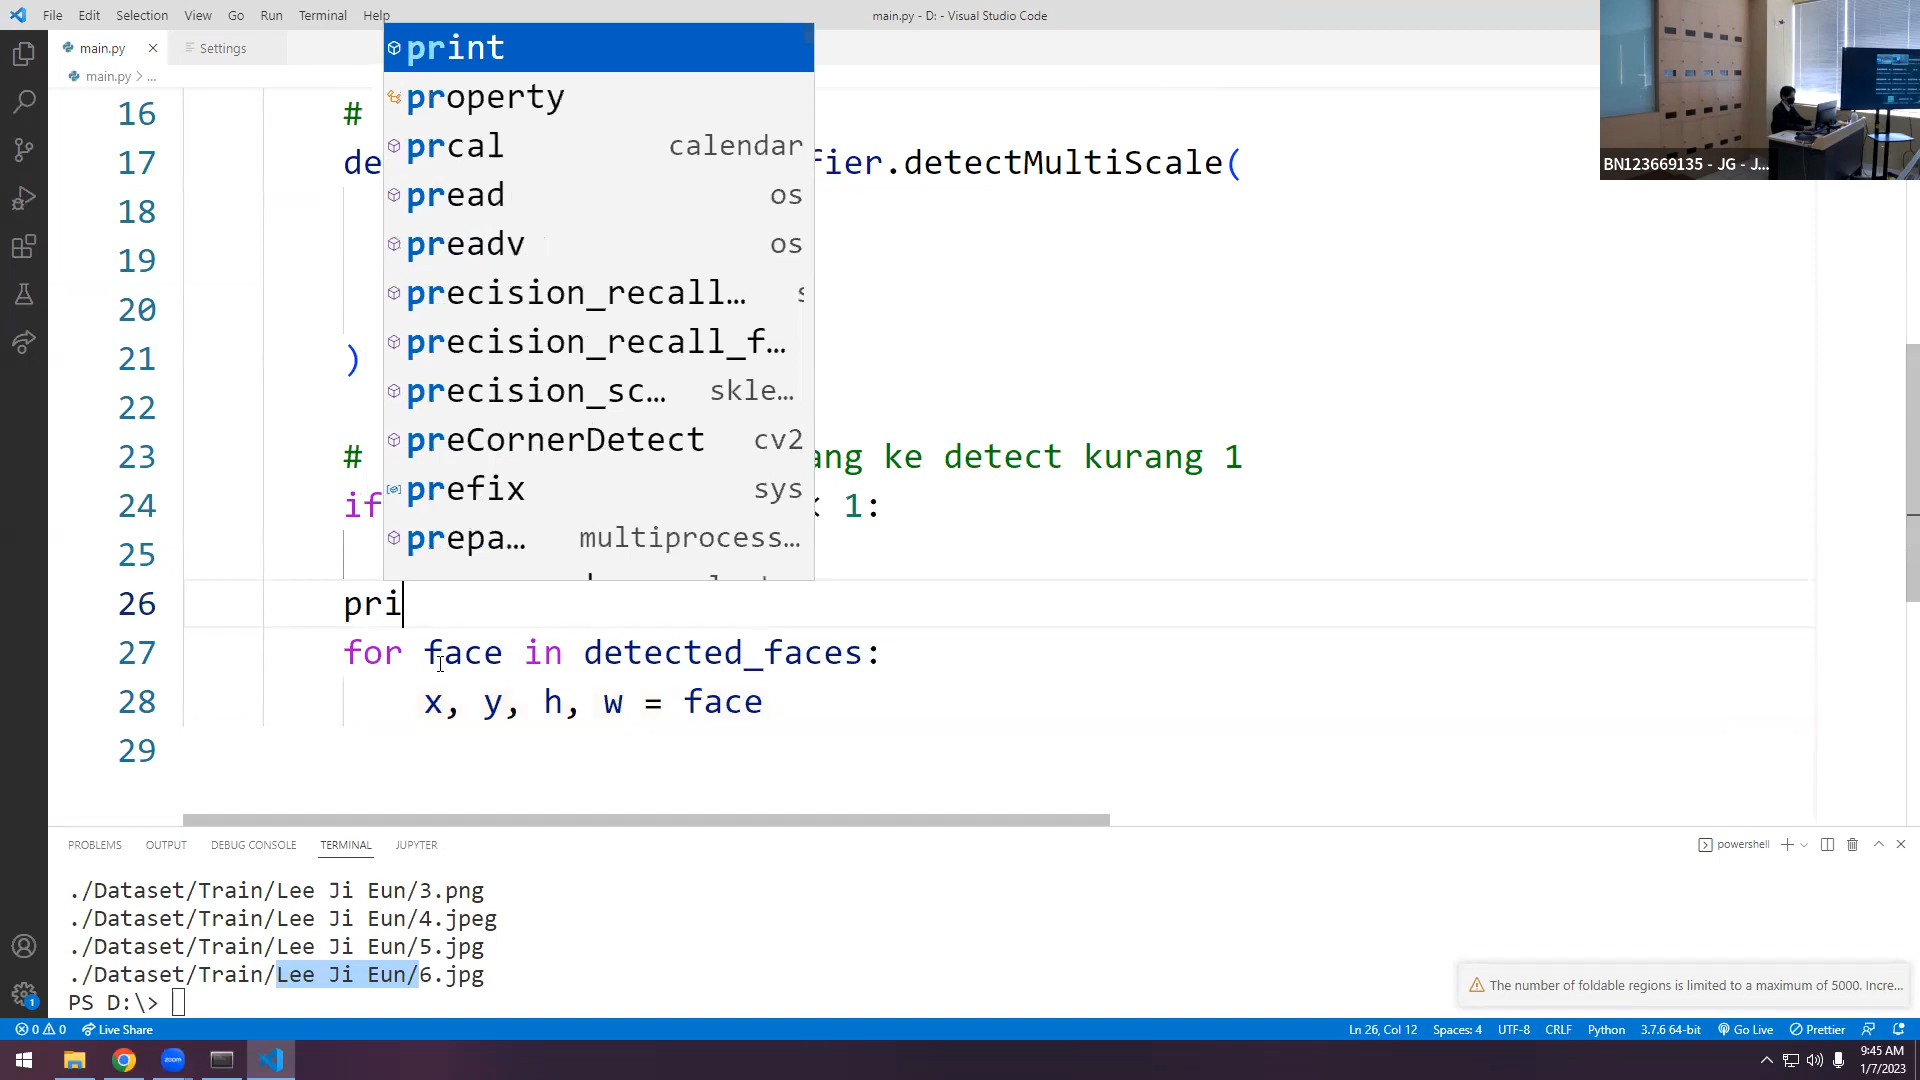 File Edit Selection View Go Run Terminal Help
main.py - D: - Visual Studio Code
main.py
Settings
main.py > ...
print
property
prcal calendar
pread os
preadv os
precision_recall…
precision_recall_f…
precision_sc… skle…
preCornerDetect cv2
prefix sys
prepa… multiprocess…
16 #
17 de fier.detectMultiScale(
18
19
20
21 )
22
23 # ang ke detect kurang 1
24 if < 1:
25
26 pri
27 for face in detected_faces:
28 x, y, h, w = face
29
BN123669135 - JG - J...
PROBLEMS OUTPUT DEBUG CONSOLE TERMINAL JUPYTER
powershell
./Dataset/Train/Lee Ji Eun/3.png
./Dataset/Train/Lee Ji Eun/4.jpeg
./Dataset/Train/Lee Ji Eun/5.jpg
./Dataset/Train/Lee Ji Eun/6.jpg
PS D:\>
The number of foldable regions is limited to a maximum of 5000. Incre...
1
0 0 Live Share
Ln 26, Col 12 Spaces: 4 UTF-8 CRLF Python 3.7.6 64-bit Go Live Prettier
zoom
9:45 AM
1/7/2023